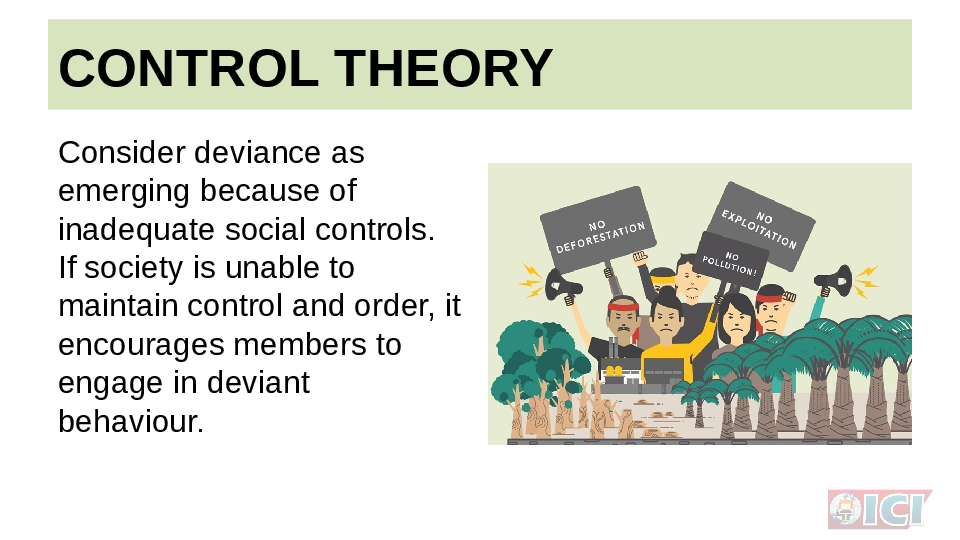 CONTROL THEORY
Consider deviance as
emerging because of
inadequate social controls.
If society is unable to
maintain control and order, it
encourages members to
engage in deviant
behaviour.
NO
DEFORESTATION
NO
EXPLOITATION
NO
POLLUTION!
ICI